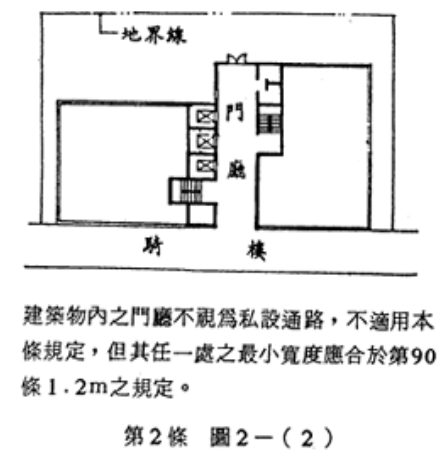 地界線
門
廳
騎 樓
建築物內之門廳不視為私設通路，不適用本
條規定，但其任一處之最小寬度應合於第90
條1.2m之規定。
第2條 圖2－(2)